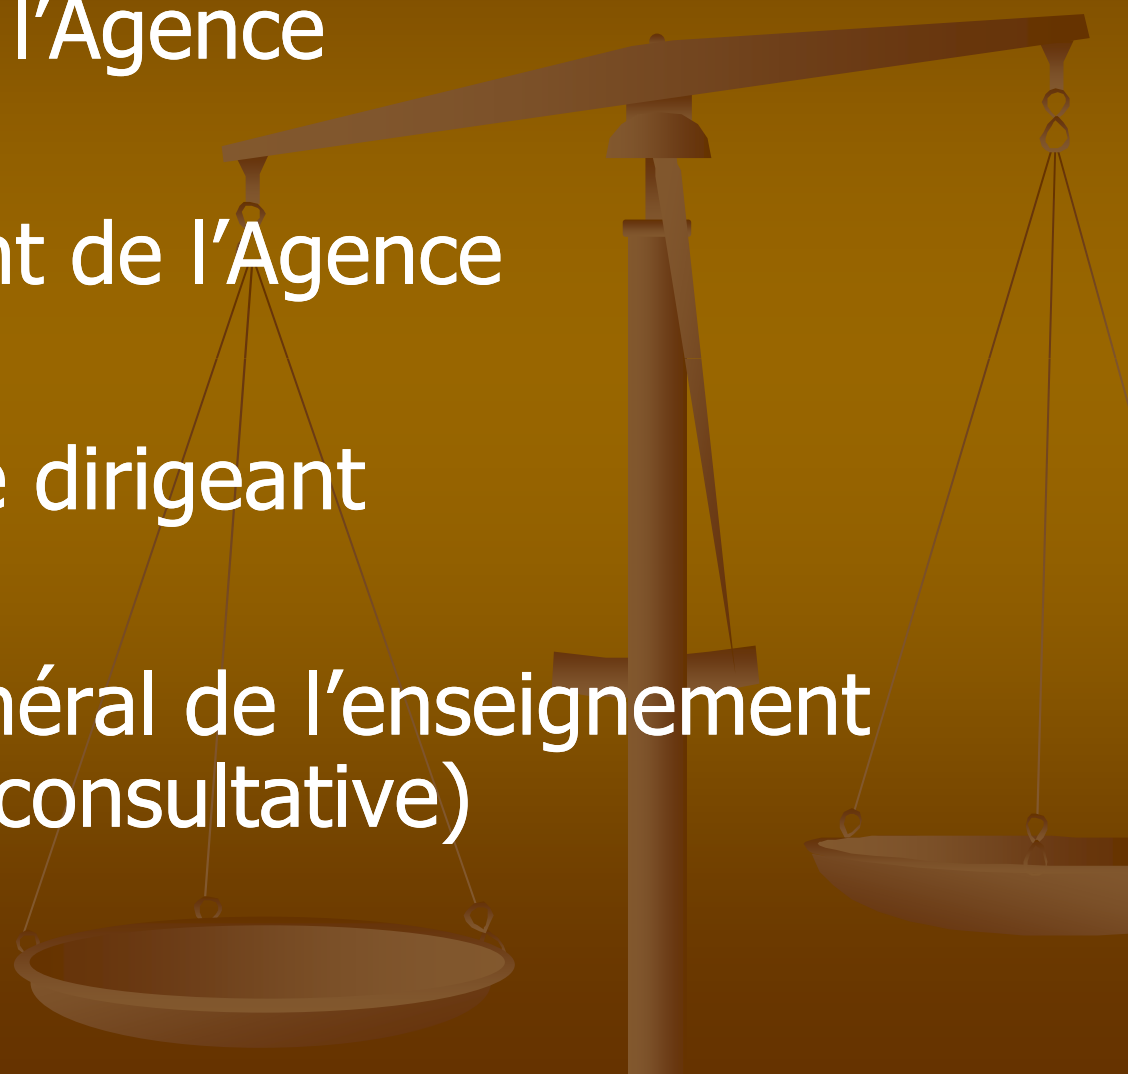 l’Agence
nt de l’Agence
e dirigeant
néral de l’enseignement
consultative)